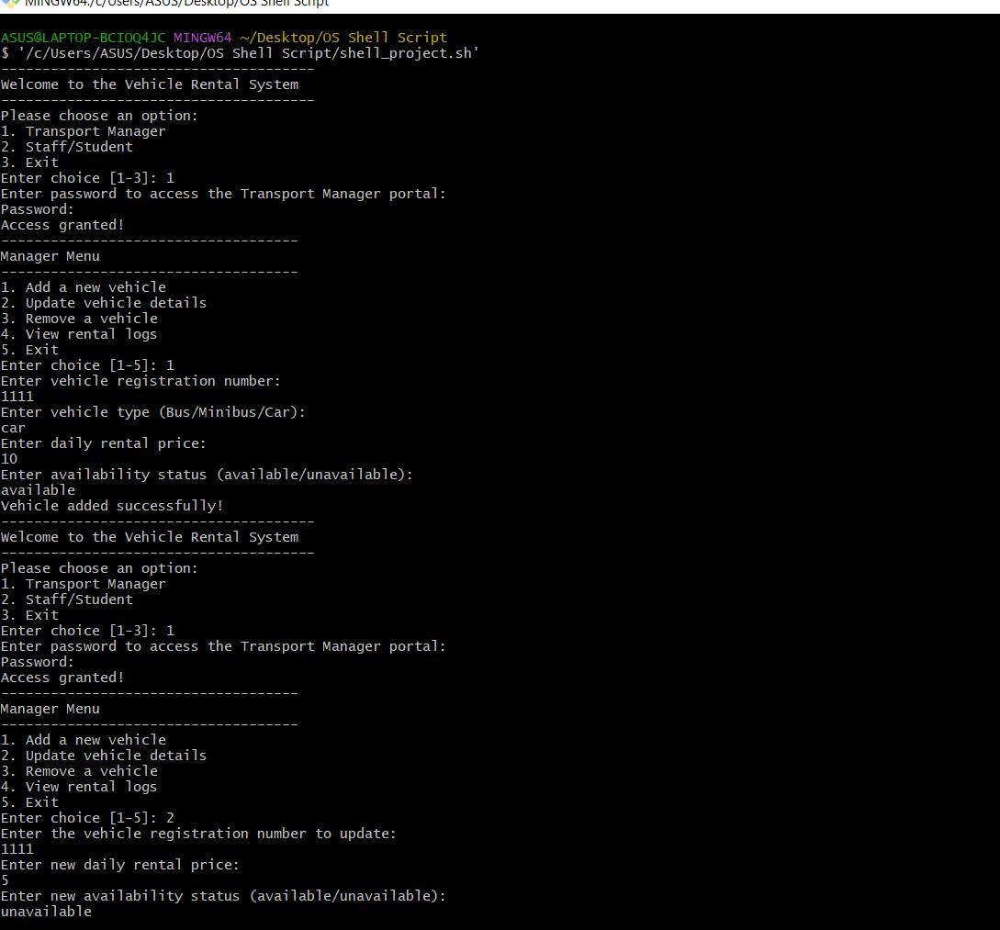 MINGW64:/c/Users/ASUS/Desktop/OS Shell Script
ASUS@LAPTOP-BCIOQ4JC MINGW64 ~/Desktop/OS Shell Script
$ '/c/Users/ASUS/Desktop/OS Shell Script/shell_project.sh'
--------------------------------------
Welcome to the Vehicle Rental System
--------------------------------------
Please choose an option:
1. Transport Manager
2. Staff/Student
3. Exit
Enter choice [1-3]: 1
Enter password to access the Transport Manager portal:
Password:
Access granted!
------------------------------------
Manager Menu
------------------------------------
1. Add a new vehicle
2. Update vehicle details
3. Remove a vehicle
4. View rental logs
5. Exit
Enter choice [1-5]: 1
Enter vehicle registration number:
1111
Enter vehicle type (Bus/Minibus/Car):
car
Enter daily rental price:
10
Enter availability status (available/unavailable):
available
Vehicle added successfully!
--------------------------------------
Welcome to the Vehicle Rental System
--------------------------------------
Please choose an option:
1. Transport Manager
2. Staff/Student
3. Exit
Enter choice [1-3]: 1
Enter password to access the Transport Manager portal:
Password:
Access granted!
------------------------------------
Manager Menu
------------------------------------
1. Add a new vehicle
2. Update vehicle details
3. Remove a vehicle
4. View rental logs
5. Exit
Enter choice [1-5]: 2
Enter the vehicle registration number to update:
1111
Enter new daily rental price:
5
Enter new availability status (available/unavailable):
unavailable